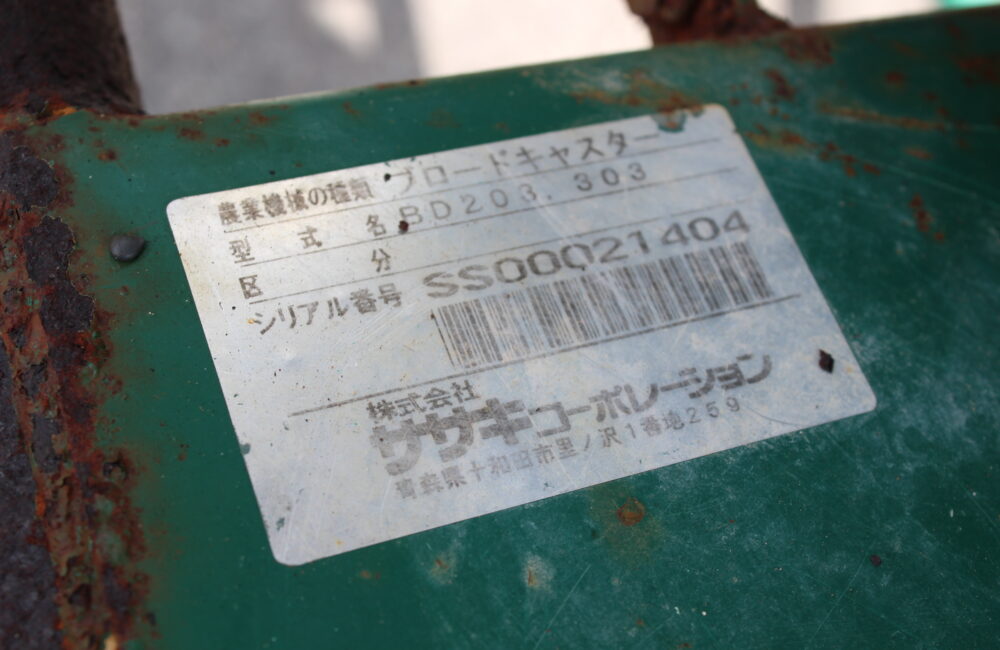 農業機械の種類 ブロードキャスター
型式名 BD203. 303
区分
シリアル番号 SS00021404
株式会社
ササキコーポレーション
青森県十和田市里ノ沢1番地259